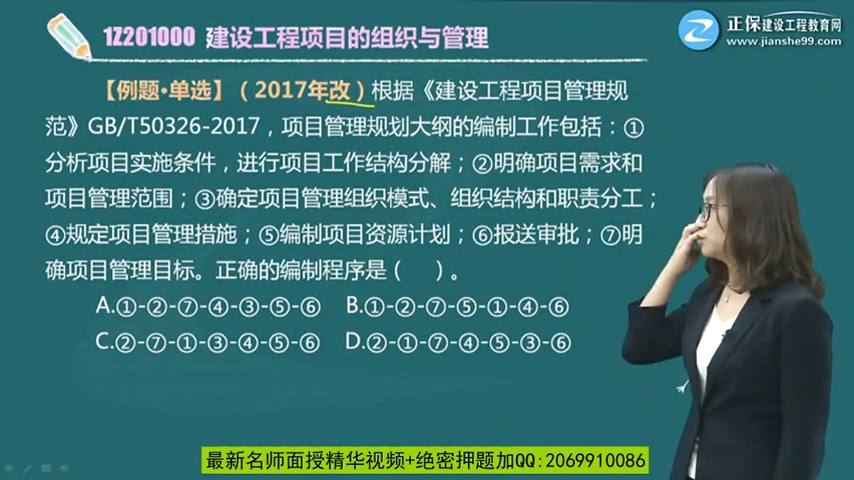 1Z201000 建设工程项目的组织与管理
正保建设工程教育网
www.jianshe99.com
【例题·单选】（2017年改）根据《建设工程项目管理规
范》GB/T50326-2017，项目管理规划大纲的编制工作包括：①
分析项目实施条件，进行项目工作结构分解；②明确项目需求和
项目管理范围；③确定项目管理组织模式、组织结构和职责分工；
④规定项目管理措施；⑤编制项目资源计划；⑥报送审批；⑦明
确项目管理目标。正确的编制程序是（ ）。
A.①-②-⑦-④-③-⑤-⑥ B.①-②-⑦-⑤-①-④-⑥
C.②-⑦-①-③-④-⑤-⑥ D.②-①-⑦-④-⑤-③-⑥
最新名师面授精华视频+绝密押题加QQ:2069910086